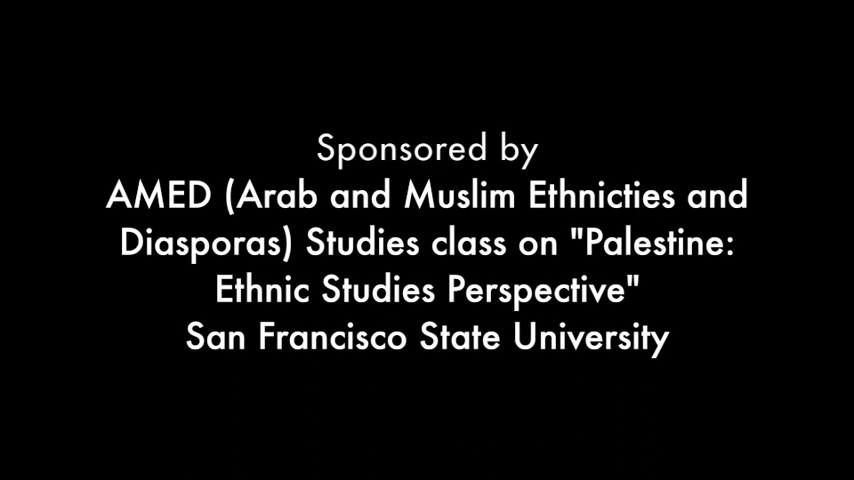 Sponsored by
AMED (Arab and Muslim Ethnicties and
Diasporas) Studies class on "Palestine:
Ethnic Studies Perspective"
San Francisco State University